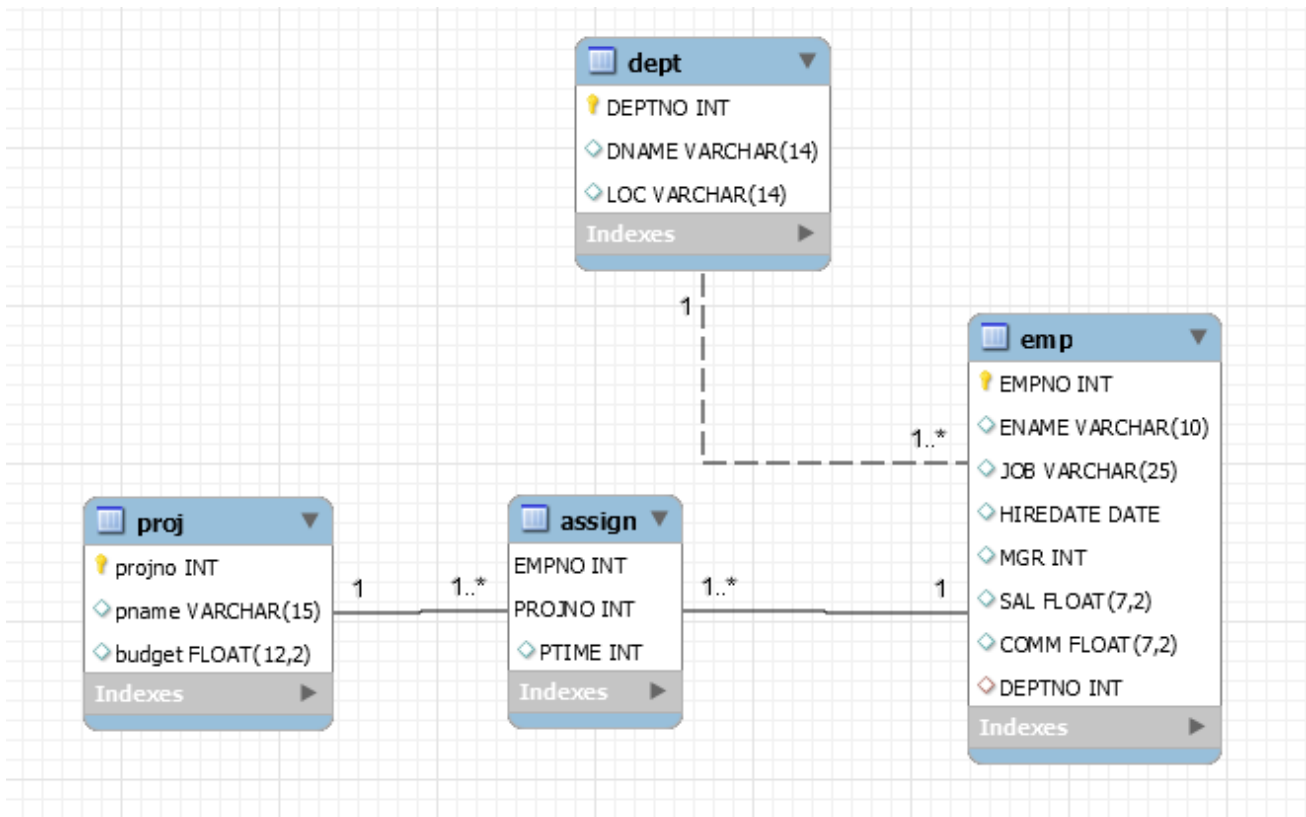 dept
DEPTNO INT
DNAME VARCHAR(14)
LOC VARCHAR(14)
Indexes
1
emp
EMPNO INT
ENAME VARCHAR(10)
JOB VARCHAR(25)
HIREDATE DATE
MGR INT
SAL FLOAT(7,2)
COMM FLOAT(7,2)
DEPTNO INT
Indexes
1..*
proj
projno INT
pname VARCHAR(15)
budget FLOAT(12,2)
Indexes
1
1..*
assign
EMPNO INT
PROJNO INT
PTIME INT
Indexes
1..*
1